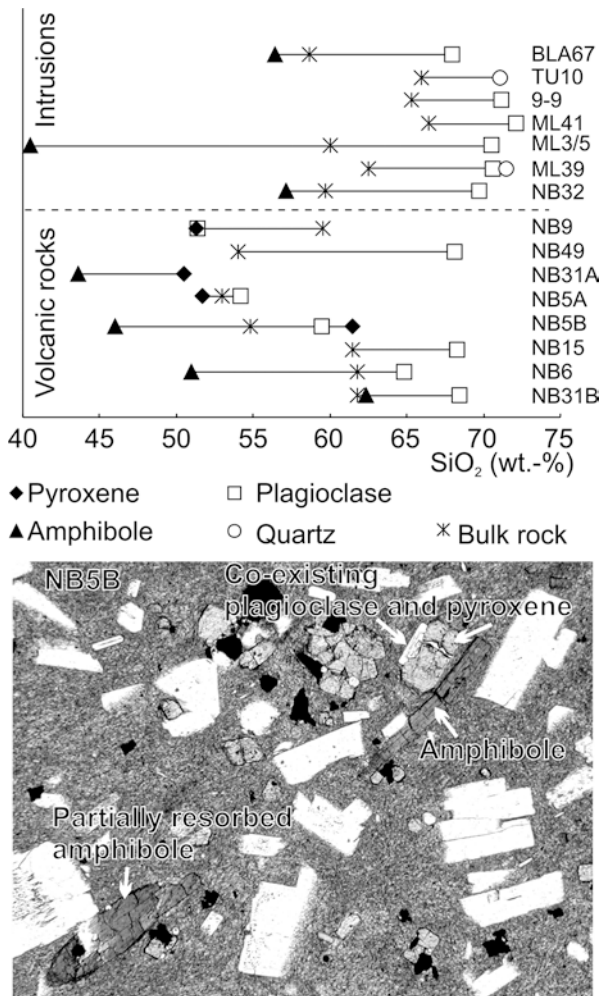 Intrusions
BLA67
TU10
9-9
ML41
ML3/5
ML39
NB32
Volcanic rocks
NB9
NB49
NB31A
NB5A
NB5B
NB15
NB6
NB31B
40 45 50 55 60 65 70 75
SiO₂ (wt.-%)
Pyroxene Plagioclase
Amphibole Quartz Bulk rock
NB5B
Co-existing
plagioclase and pyroxene
Amphibole
Partially resorbed
amphibole